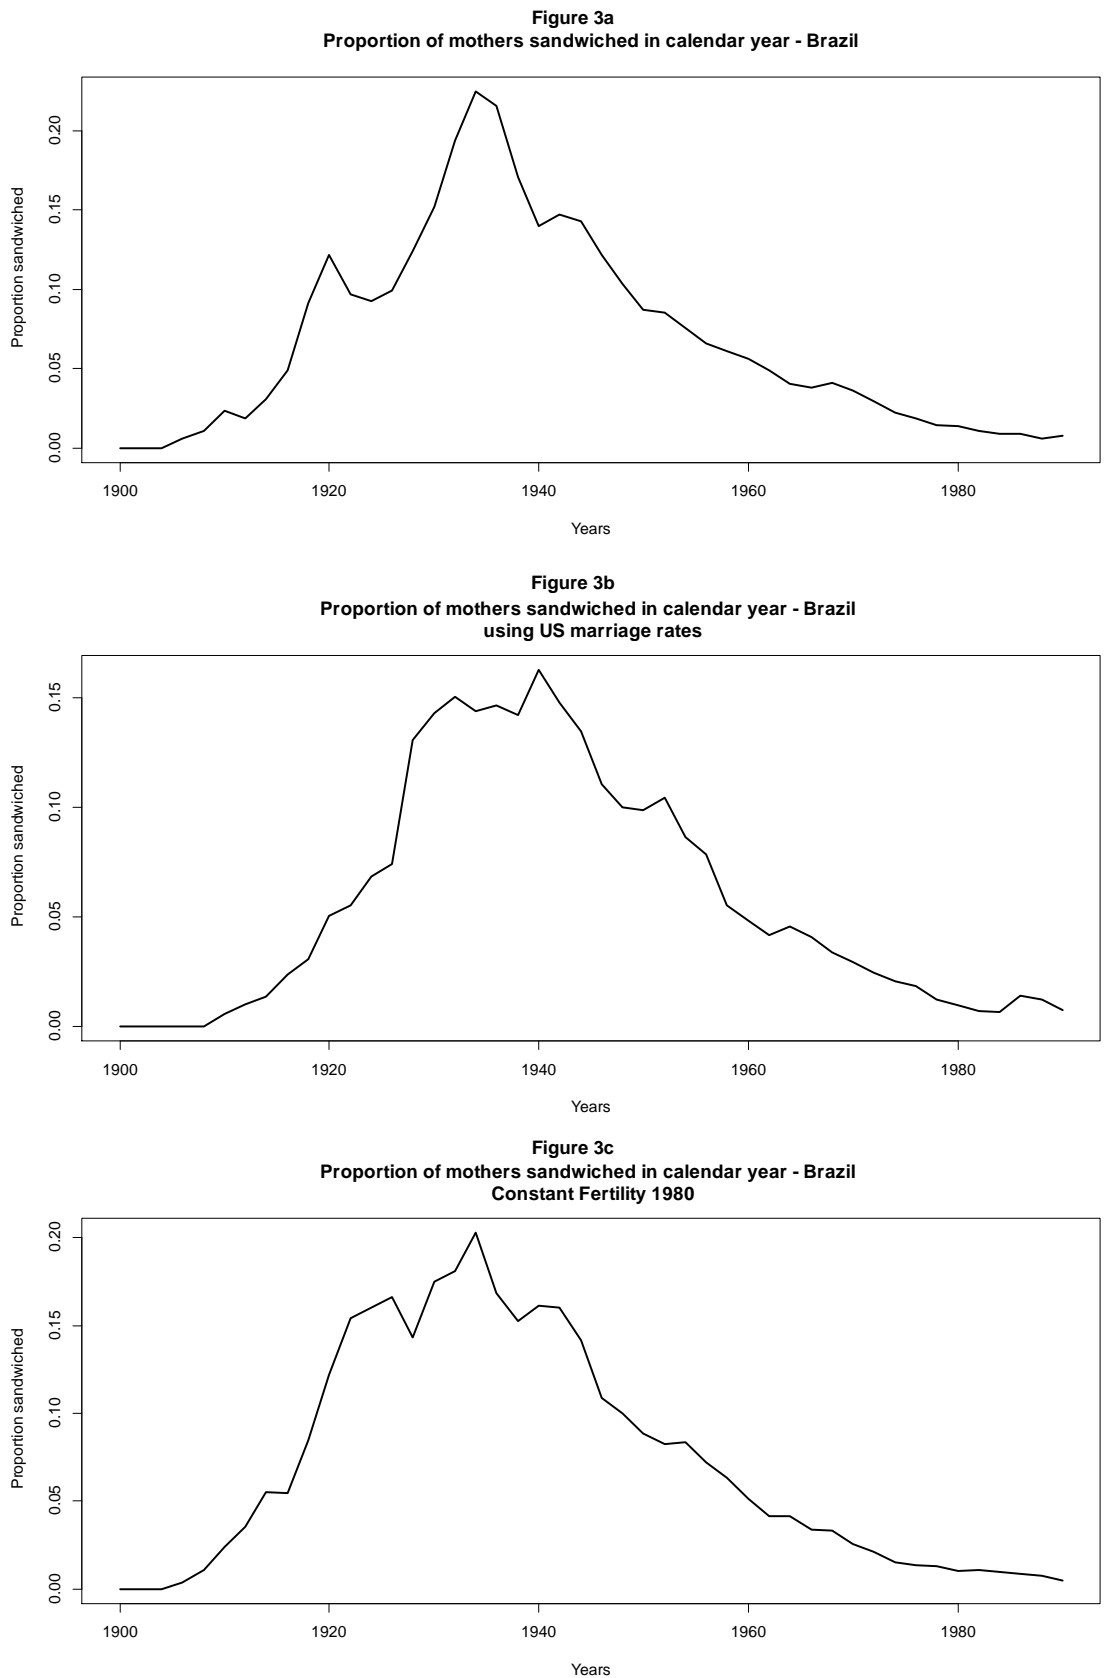 Figure 3a
Proportion of mothers sandwiched in calendar year - Brazil
Proportion sandwiched
0.20
0.15
0.10
0.05
0.00
1900 1920 1940 1960 1980
Years
Figure 3b
Proportion of mothers sandwiched in calendar year - Brazil
using US marriage rates
Proportion sandwiched
0.15
0.10
0.05
0.00
1900 1920 1940 1960 1980
Years
Figure 3c
Proportion of mothers sandwiched in calendar year - Brazil
Constant Fertility 1980
Proportion sandwiched
0.20
0.15
0.10
0.05
0.00
1900 1920 1940 1960 1980
Years